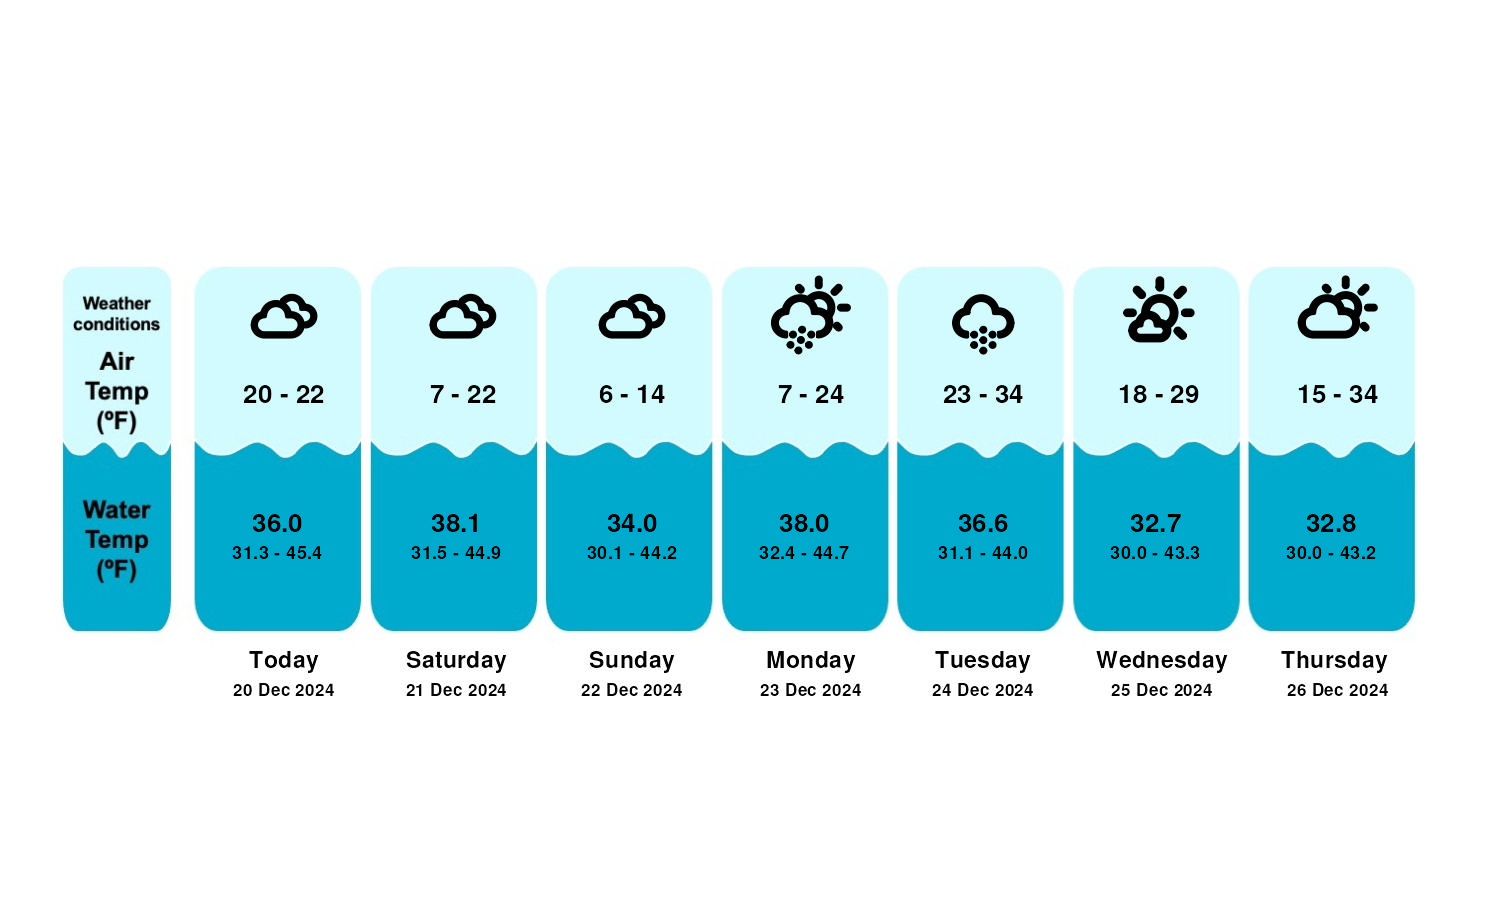 Weather
conditions
Air
Temp
(ºF)
Water
Temp
(ºF)
20 - 22
36.0
31.3 - 45.4
Today
20 Dec 2024
7 - 22
38.1
31.5 - 44.9
Saturday
21 Dec 2024
6 - 14
34.0
30.1 - 44.2
Sunday
22 Dec 2024
7 - 24
38.0
32.4 - 44.7
Monday
23 Dec 2024
23 - 34
36.6
31.1 - 44.0
Tuesday
24 Dec 2024
18 - 29
32.7
30.0 - 43.3
Wednesday
25 Dec 2024
15 - 34
32.8
30.0 - 43.2
Thursday
26 Dec 2024